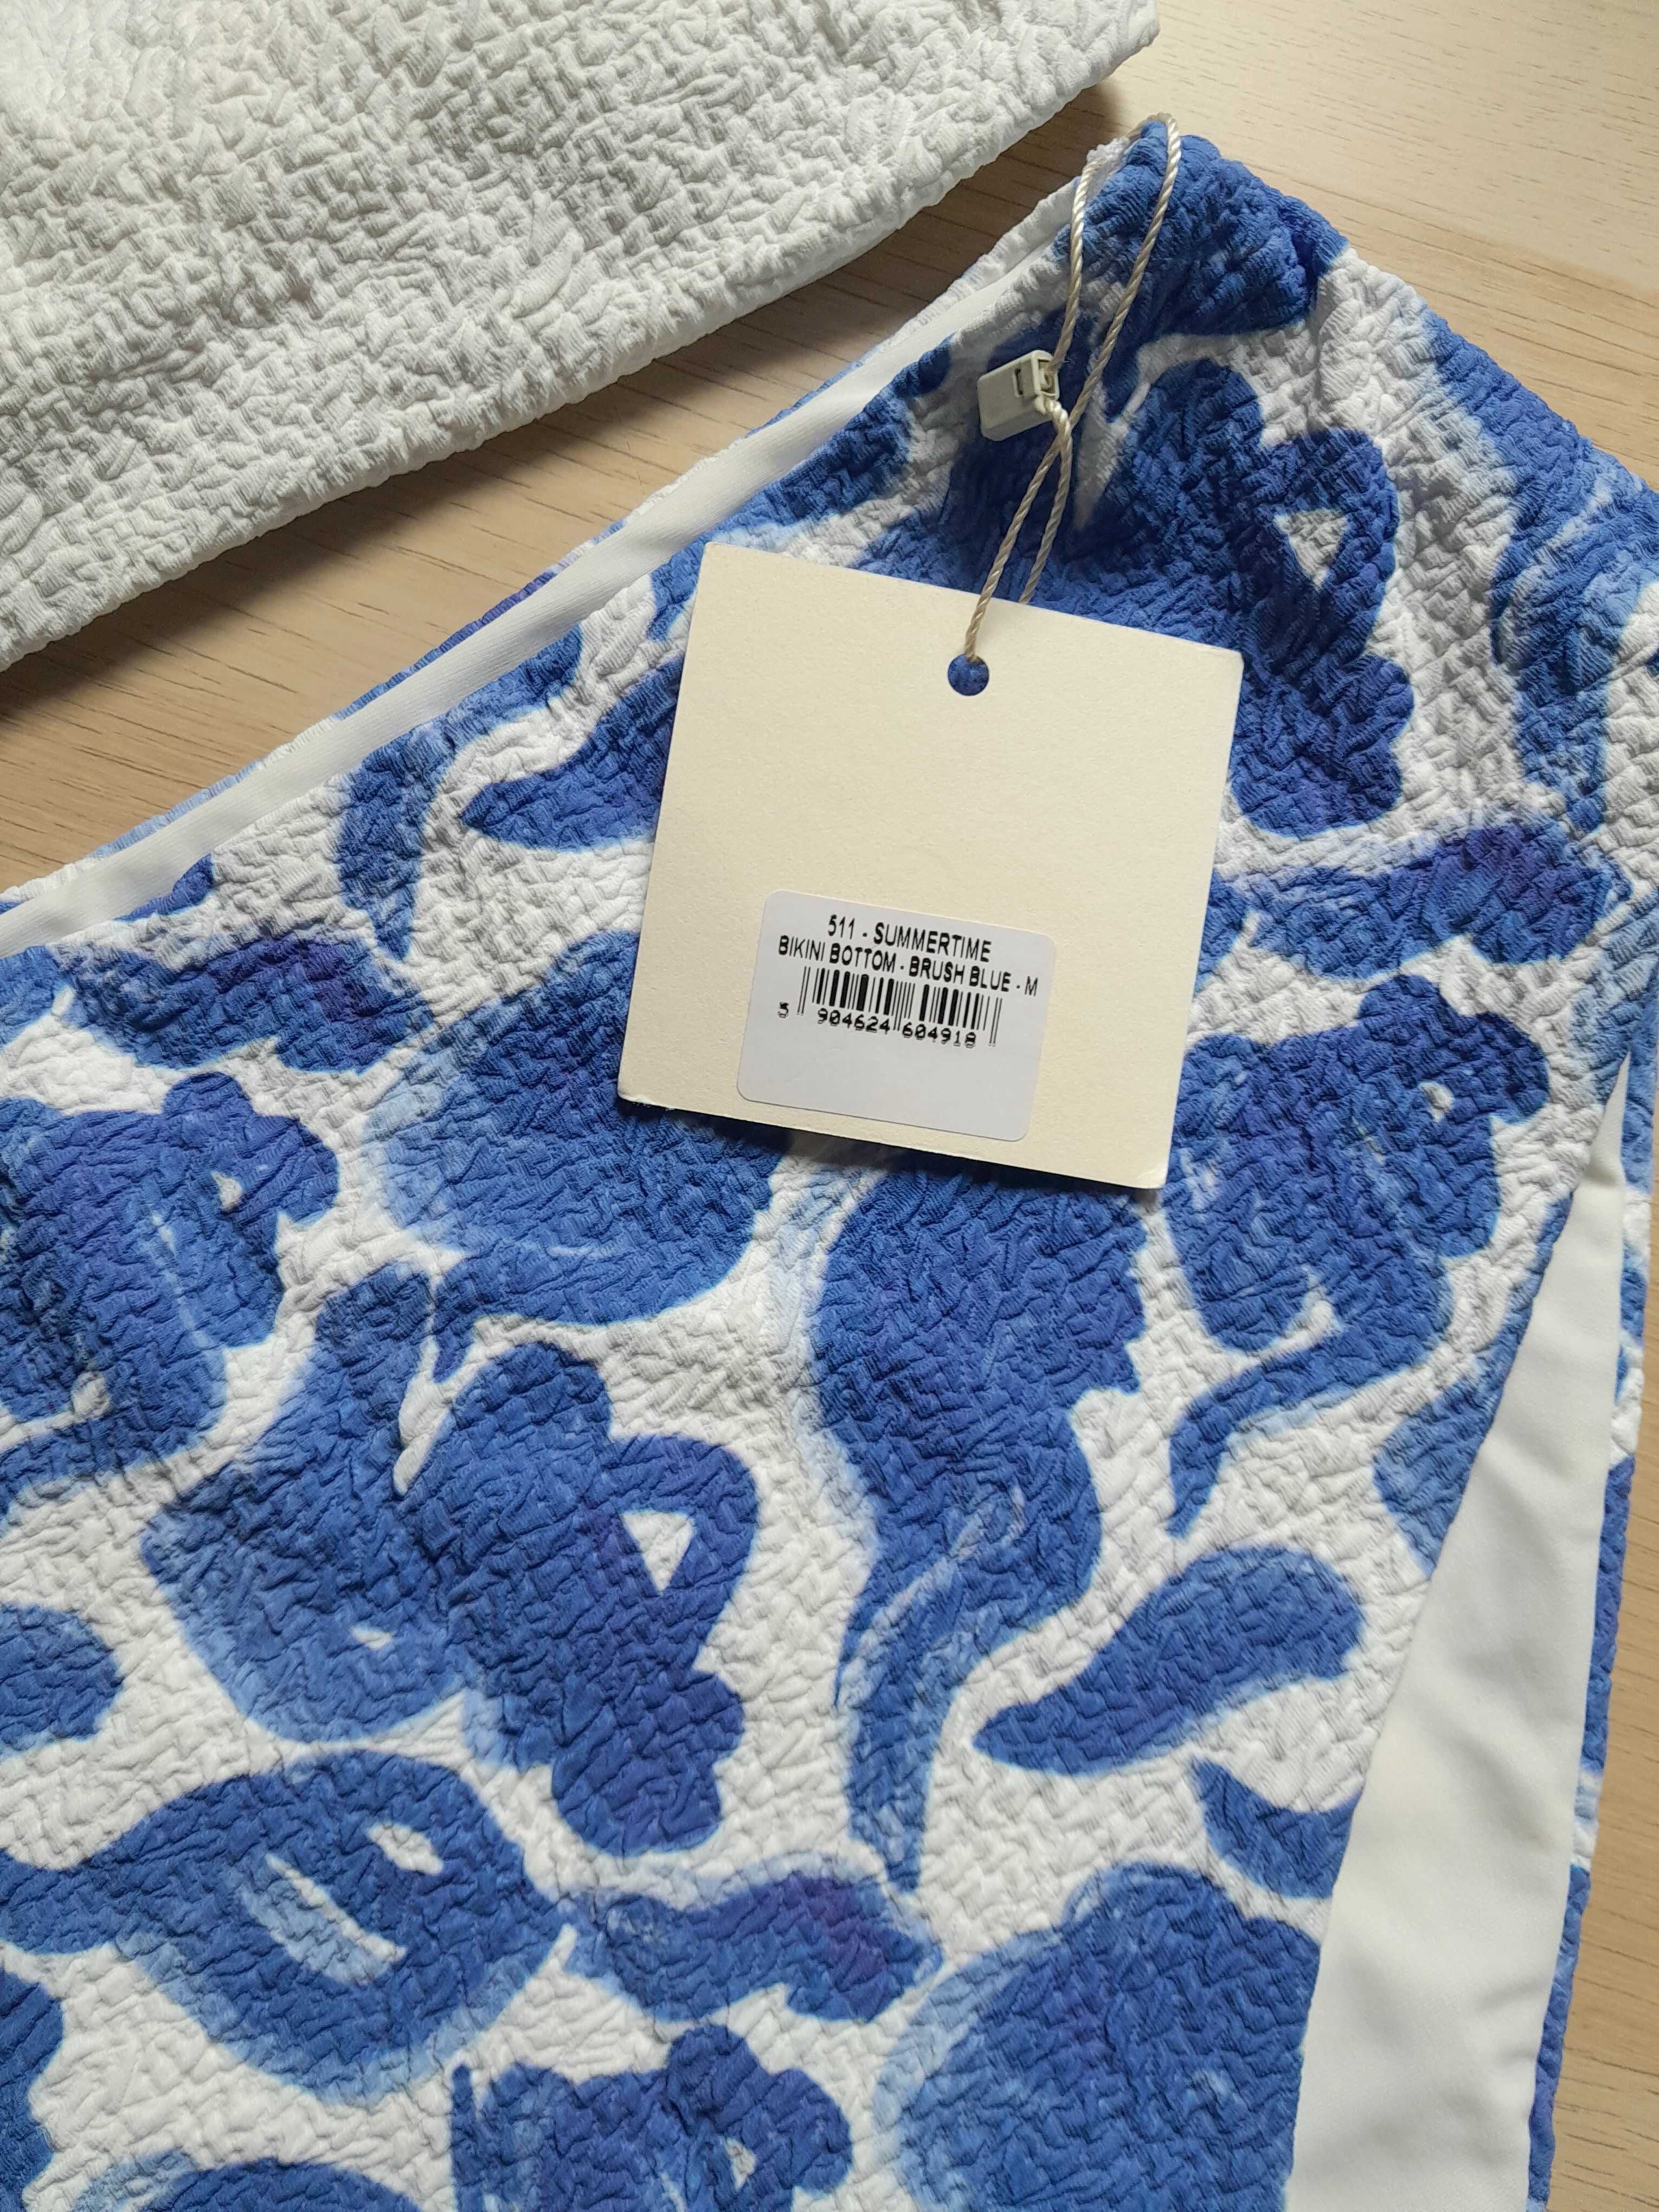 511 - SUMMERTIME
BIKINI BOTTOM - BRUSH BLUE - M
5 904624 604918